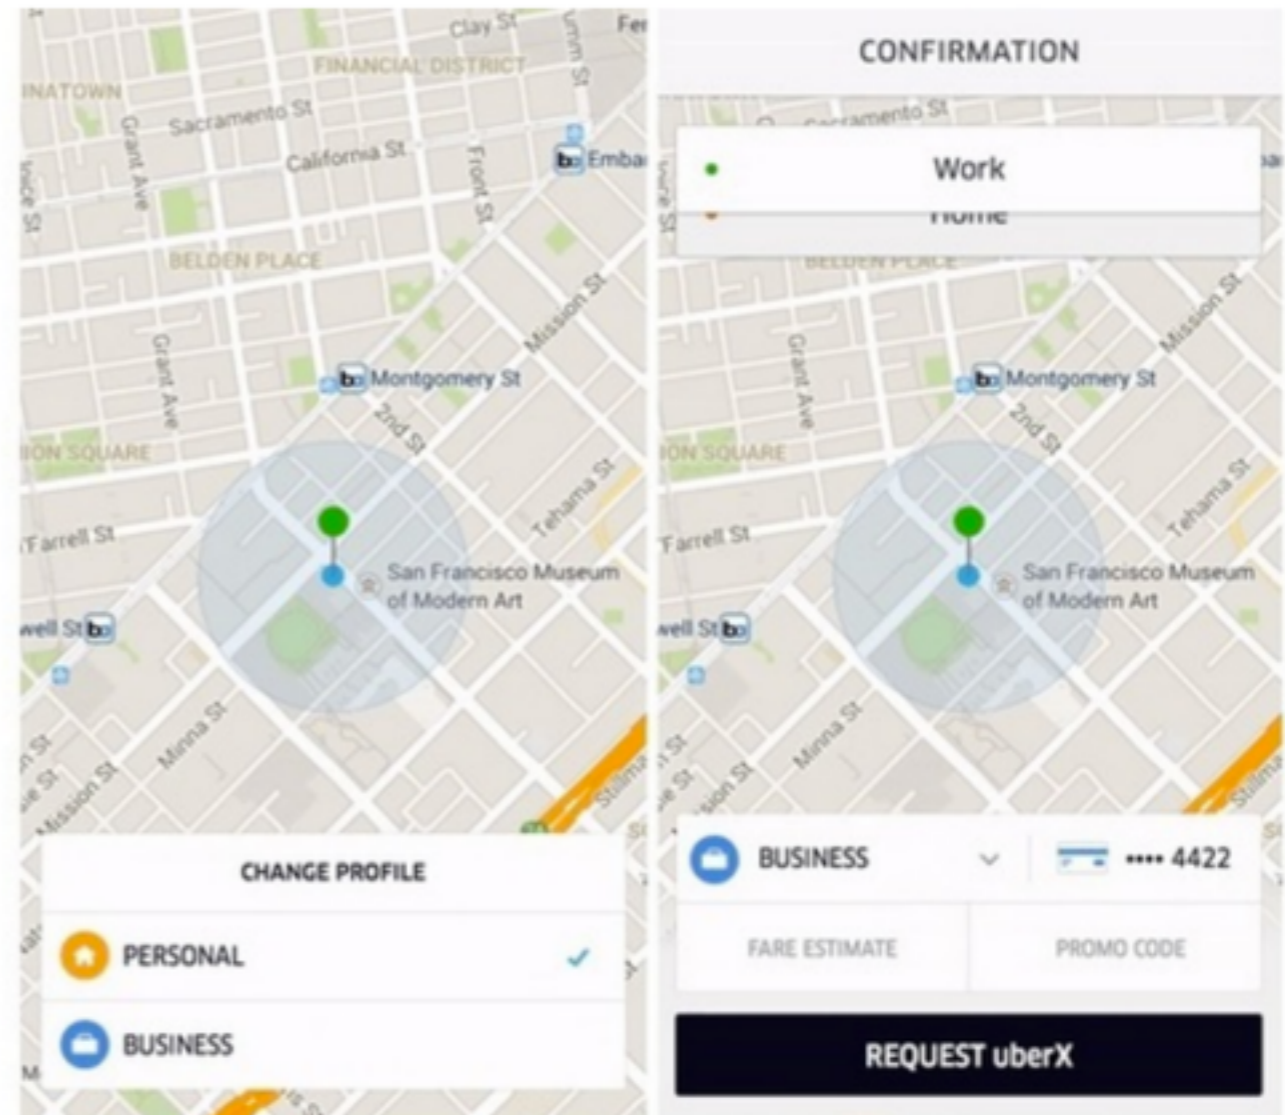 Clay St
FINANCIAL DISTRICT
INATOWN
Sacramento St
Grant Ave
California St
Front St
Emba
BELDEN PLACE
Mission St
Grant Ave
Montgomery St
2nd St
ION SQUARE
Tehama St
'Farrell St
San Francisco Museum
of Modern Art
well St
Minna St
Mission St
CHANGE PROFILE
PERSONAL
BUSINESS
CONFIRMATION
Sacramento St
Work
Home
BELDEN PLACE
Mission St
Grant Ave
Montgomery St
2nd St
ION SQUARE
Tehama St
Farrell St
San Francisco Museum
of Modern Art
well St
Minna St
sion St
BUSINESS
•••• 4422
FARE ESTIMATE
PROMO CODE
REQUEST uberX